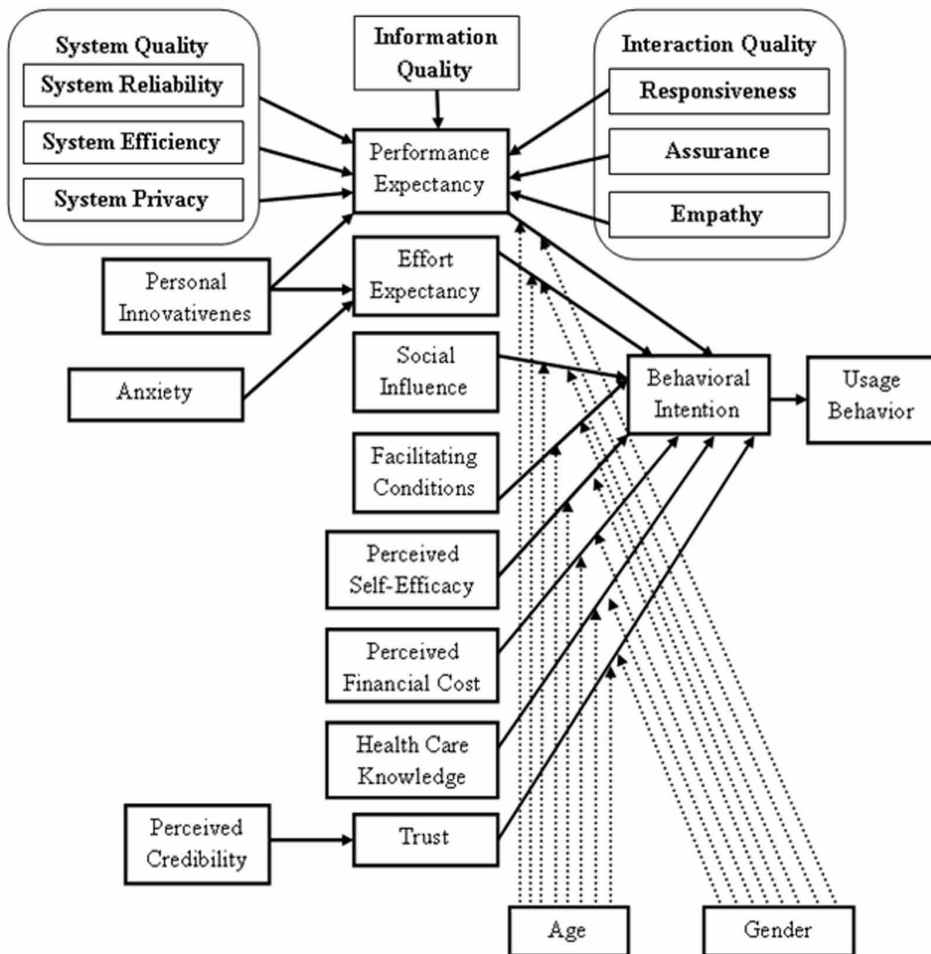 System Quality
System Reliability
System Efficiency
System Privacy
Information
Quality
Interaction Quality
Responsiveness
Assurance
Empathy
Performance
Expectancy
Personal
Innovativenes
Effort
Expectancy
Anxiety
Social
Influence
Behavioral
Intention
Usage
Behavior
Facilitating
Conditions
Perceived
Self-Efficacy
Perceived
Financial Cost
Health Care
Knowledge
Perceived
Credibility
Trust
Age
Gender